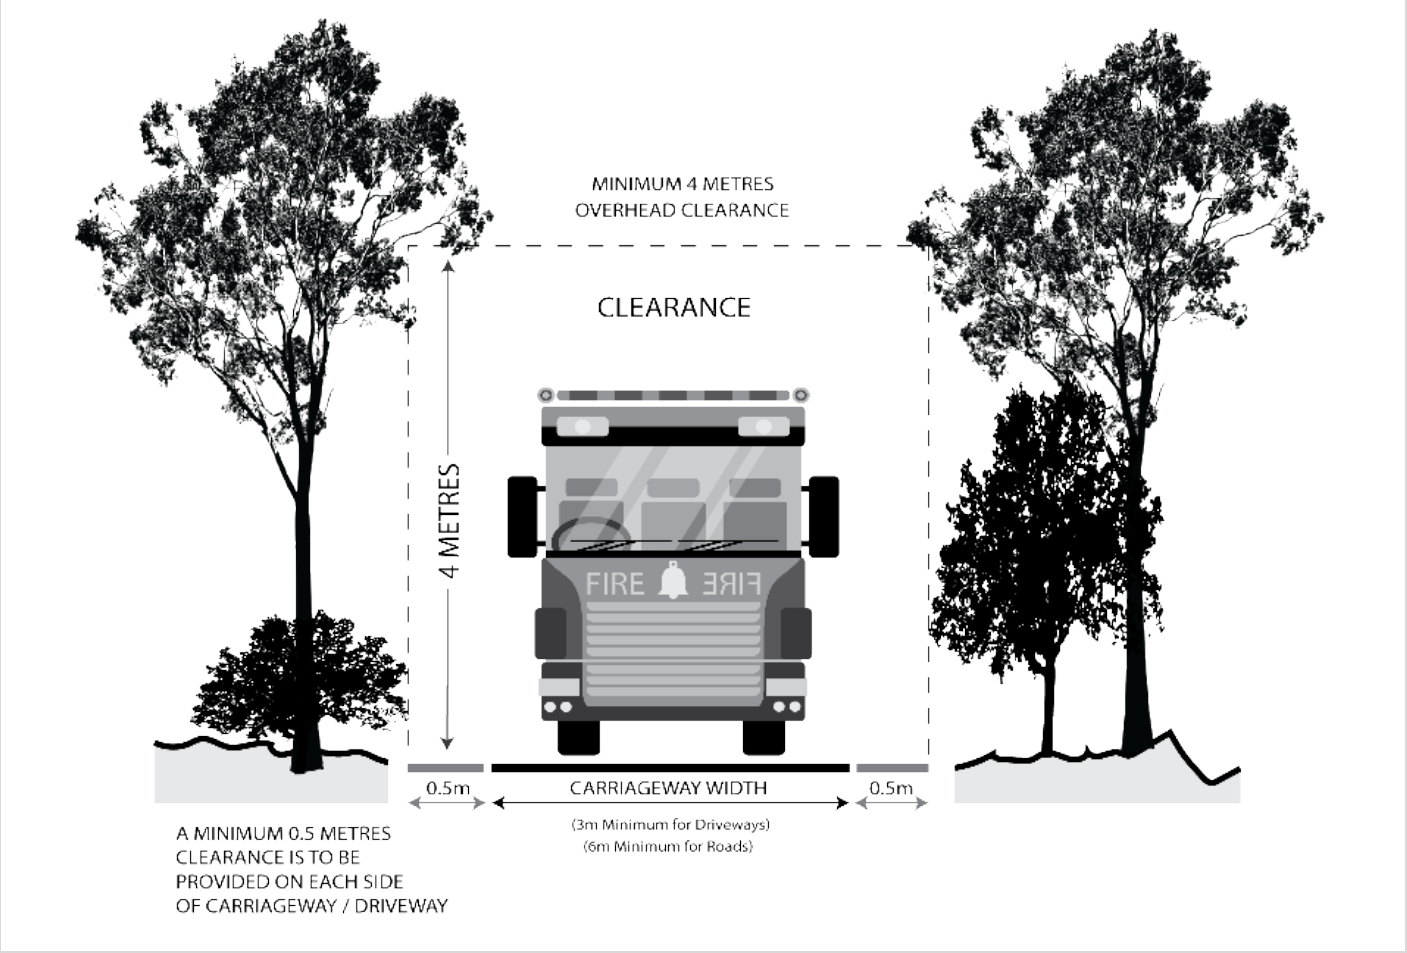 MINIMUM 4 METRES
OVERHEAD CLEARANCE
CLEARANCE
4 METRES
FIRE FIRE
0.5m
CARRIAGEWAY WIDTH
0.5m
(3m Minimum for Driveways)
(6m Minimum for Roads)
A MINIMUM 0.5 METRES
CLEARANCE IS TO BE
PROVIDED ON EACH SIDE
OF CARRIAGEWAY / DRIVEWAY